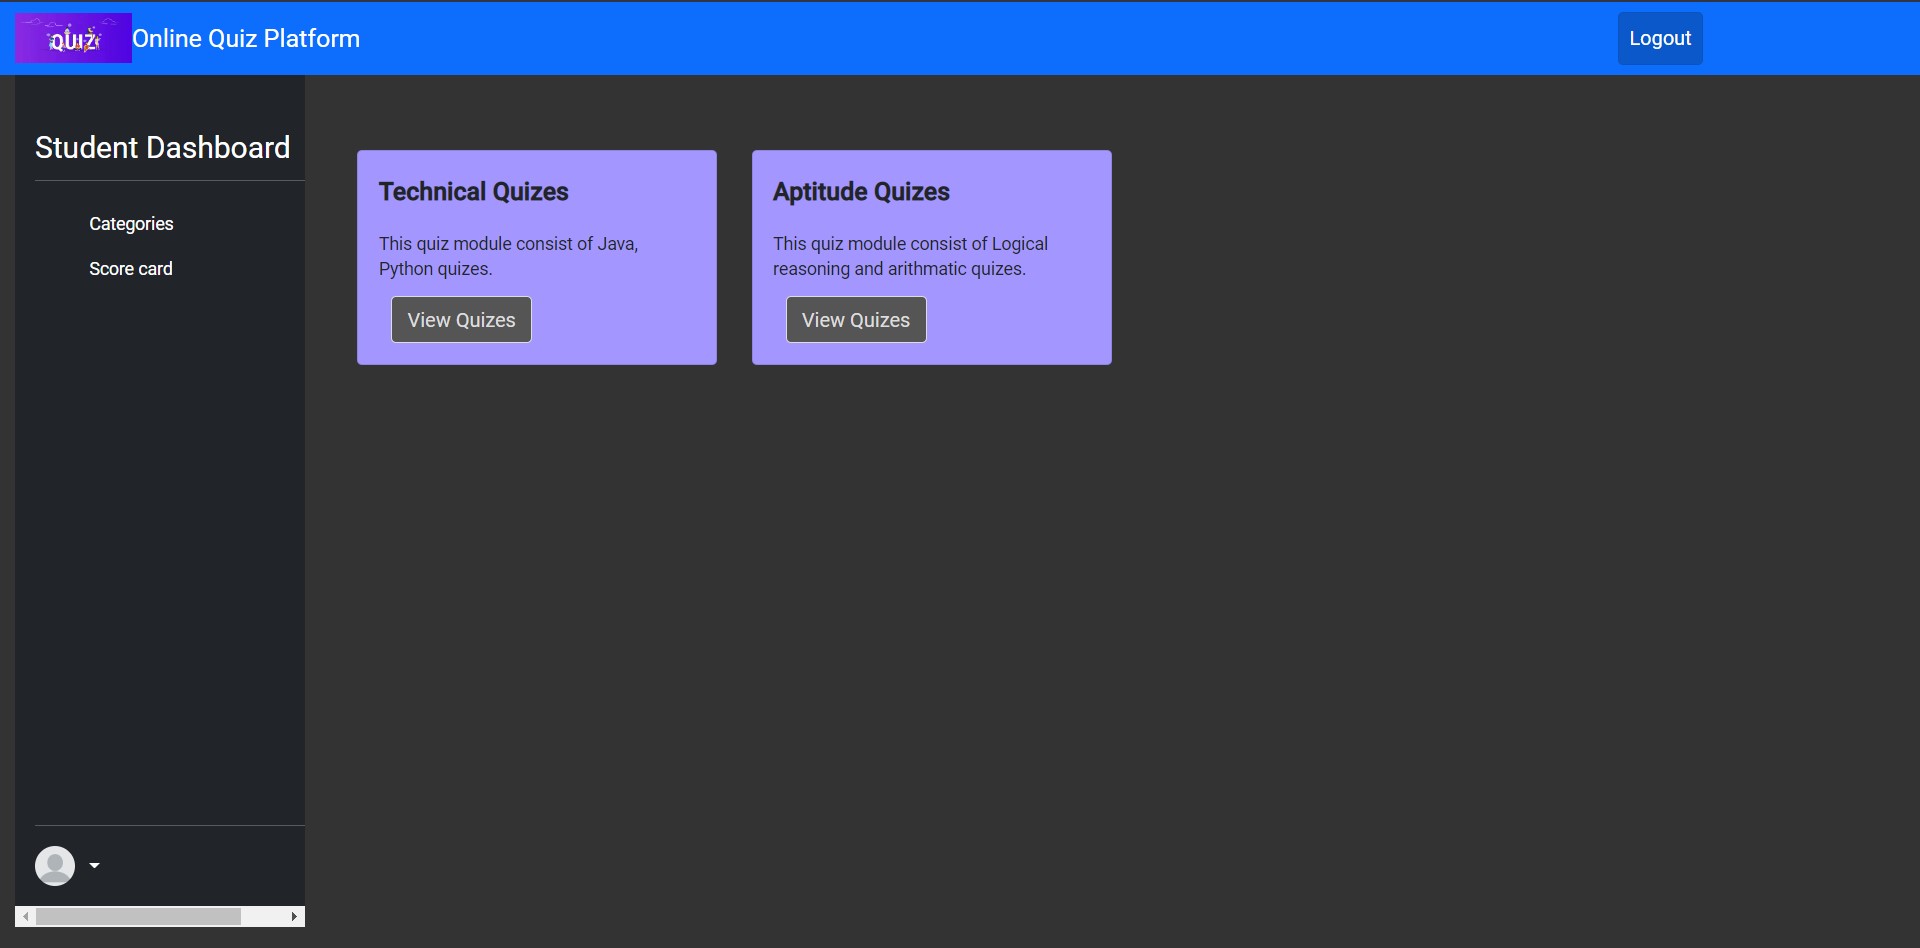 QUIZ
Online Quiz Platform
Logout
Student Dashboard
Categories
Score card
Technical Quizes
This quiz module consist of Java,
Python quizes.
View Quizes
Aptitude Quizes
This quiz module consist of Logical
reasoning and arithmatic quizes.
View Quizes